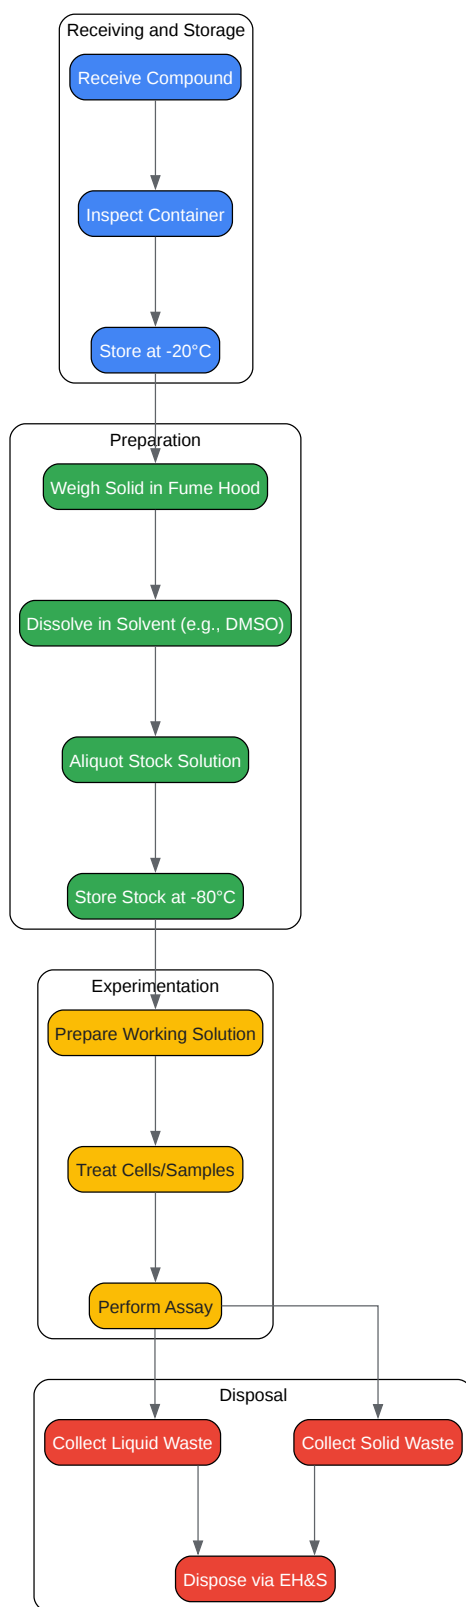 Receiving and Storage
Receive Compound
Inspect Container
Store at -20°C
Preparation
Weigh Solid in Fume Hood
Dissolve in Solvent (e.g., DMSO)
Aliquot Stock Solution
Store Stock at -80°C
Experimentation
Prepare Working Solution
Treat Cells/Samples
Perform Assay
Disposal
Collect Liquid Waste
Collect Solid Waste
Dispose via EH&S